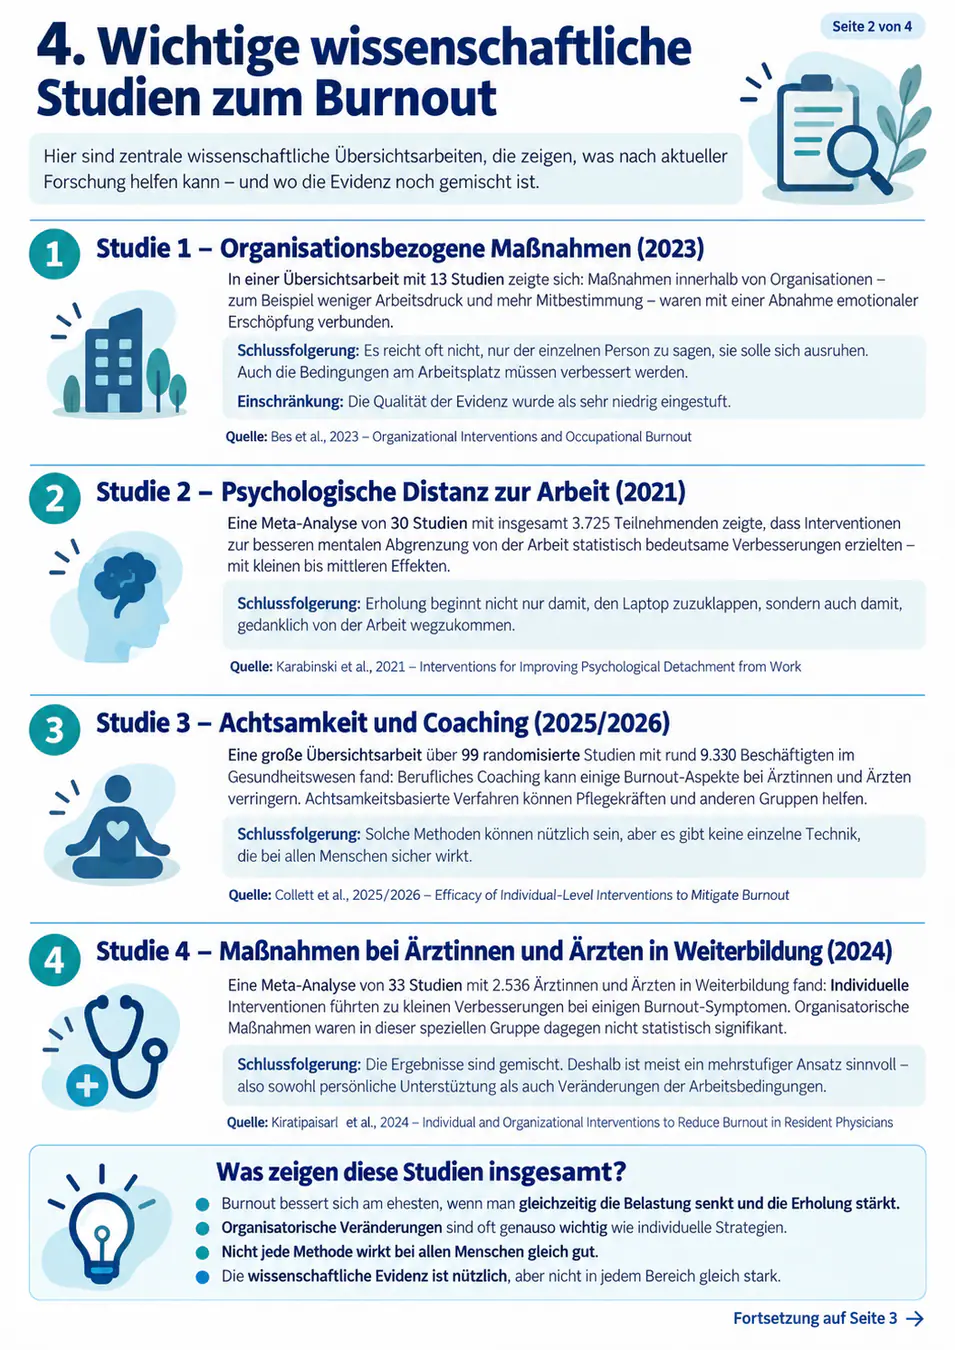 Seite 2 von 4
4. Wichtige wissenschaftliche
Studien zum Burnout
Hier sind zentrale wissenschaftliche Übersichtsarbeiten, die zeigen, was nach aktueller
Forschung helfen kann – und wo die Evidenz noch gemischt ist.
1
Studie 1 – Organisationsbezogene Maßnahmen (2023)
In einer Übersichtsarbeit mit 13 Studien zeigte sich: Maßnahmen innerhalb von Organisationen –
zum Beispiel weniger Arbeitsdruck und mehr Mitbestimmung – waren mit einer Abnahme emotionaler
Erschöpfung verbunden.
Schlussfolgerung: Es reicht oft nicht, nur der einzelnen Person zu sagen, sie solle sich ausruhen.
Auch die Bedingungen am Arbeitsplatz müssen verbessert werden.
Einschränkung: Die Qualität der Evidenz wurde als sehr niedrig eingestuft.
Quelle: Bes et al., 2023 – Organizational Interventions and Occupational Burnout
2
Studie 2 – Psychologische Distanz zur Arbeit (2021)
Eine Meta-Analyse von 30 Studien mit insgesamt 3.725 Teilnehmenden zeigte, dass Interventionen
zur besseren mentalen Abgrenzung von der Arbeit statistisch bedeutsame Verbesserungen erzielten –
mit kleinen bis mittleren Effekten.
Schlussfolgerung: Erholung beginnt nicht nur damit, den Laptop zuzuklappen, sondern auch damit,
gedanklich von der Arbeit wegzukommen.
Quelle: Karabinski et al., 2021 – Interventions for Improving Psychological Detachment from Work
3
Studie 3 – Achtsamkeit und Coaching (2025/2026)
Eine große Übersichtsarbeit über 99 randomisierte Studien mit rund 9.330 Beschäftigten im
Gesundheitswesen fand: Berufliches Coaching kann einige Burnout-Aspekte bei Ärztinnen und Ärzten
verringern. Achtsamkeitsbasierte Verfahren können Pflegekräften und anderen Gruppen helfen.
Schlussfolgerung: Solche Methoden können nützlich sein, aber es gibt keine einzelne Technik,
die bei allen Menschen sicher wirkt.
Quelle: Collett et al., 2025/2026 – Efficacy of Individual-Level Interventions to Mitigate Burnout
4
Studie 4 – Maßnahmen bei Ärztinnen und Ärzten in Weiterbildung (2024)
Eine Meta-Analyse von 33 Studien mit 2.536 Ärztinnen und Ärzten in Weiterbildung fand: Individuelle
Interventionen führten zu kleinen Verbesserungen bei einigen Burnout-Symptomen. Organisatorische
Maßnahmen waren in dieser speziellen Gruppe dagegen nicht statistisch signifikant.
Schlussfolgerung: Die Ergebnisse sind gemischt. Deshalb ist meist ein mehrstufiger Ansatz sinnvoll –
also sowohl persönliche Unterstüztung als auch Veränderungen der Arbeitsbedingungen.
Quelle: Kiratipaisarl et al., 2024 – Individual and Organizational Interventions to Reduce Burnout in Resident Physicians
Was zeigen diese Studien insgesamt?
Burnout bessert sich am ehesten, wenn man gleichzeitig die Belastung senkt und die Erholung stärkt.
Organisatorische Veränderungen sind oft genauso wichtig wie individuelle Strategien.
Nicht jede Methode wirkt bei allen Menschen gleich gut.
Die wissenschaftliche Evidenz ist nützlich, aber nicht in jedem Bereich gleich stark.
Fortsetzung auf Seite 3 →